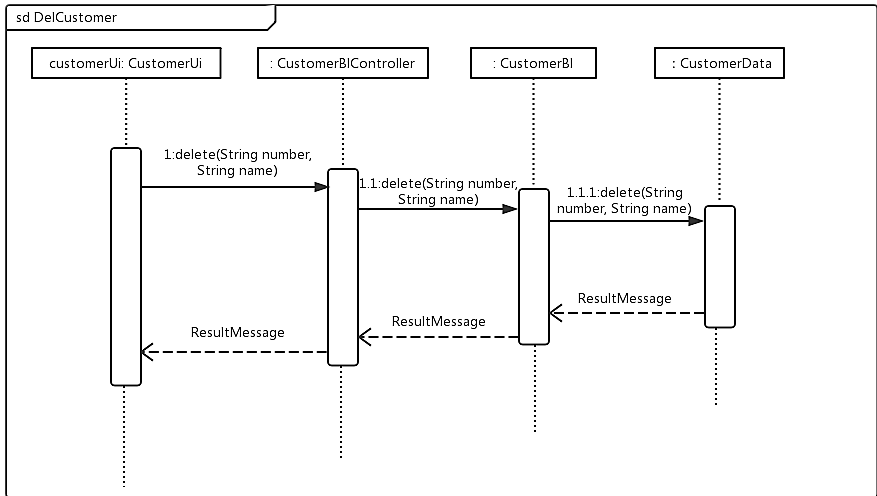 sd DelCustomer
customerUi: CustomerUi
: CustomerBlController
: CustomerBl
: CustomerData
1:delete(String number,
String name)
1.1:delete(String number,
String name)
1.1.1:delete(String
number, String name)
ResultMessage
ResultMessage
ResultMessage